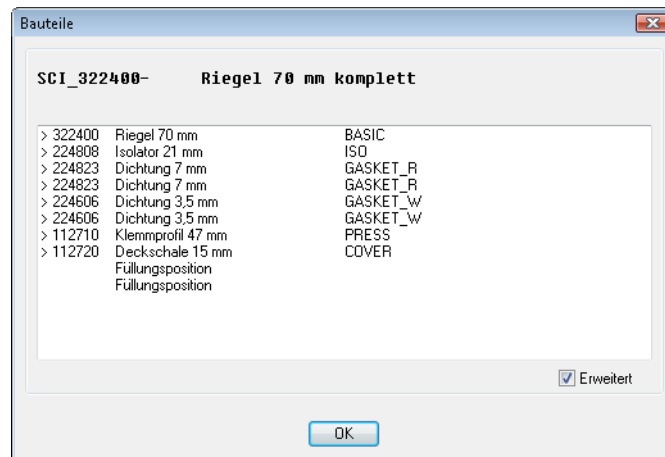 Bauteile
SCI_322400- Riegel 70 mm komplett
> 322400 Riegel 70 mm BASIC
> 224808 Isolator 21 mm ISO
> 224823 Dichtung 7 mm GASKET_R
> 224823 Dichtung 7 mm GASKET_R
> 224606 Dichtung 3,5 mm GASKET_W
> 224606 Dichtung 3,5 mm GASKET_W
> 112710 Klemmprofil 47 mm PRESS
> 112720 Deckschale 15 mm COVER
Füllungsposition
Füllungsposition
Erweitert
OK